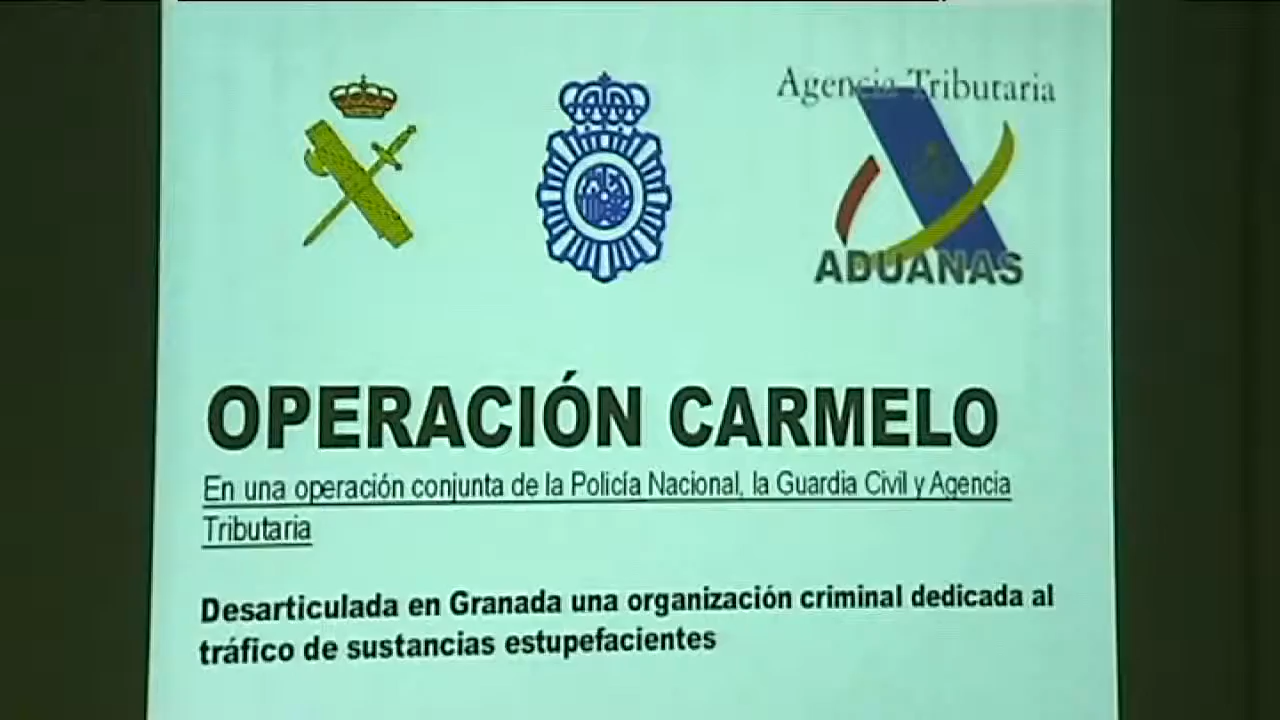 Agencia Tributaria
ADUANAS
OPERACIÓN CARMELO
En una operación conjunta de la Policía Nacional, la Guardia Civil y Agencia
Tributaria
Desarticulada en Granada una organización criminal dedicada al
tráfico de sustancias estupefacientes